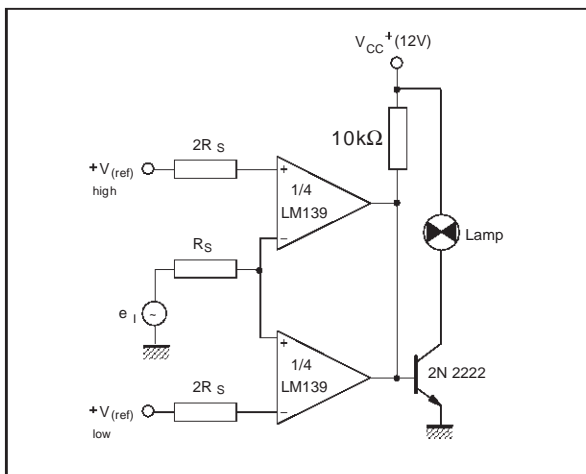 V CC + (12V)
2R S
+V(ref)
high
+
1/4
LM139
−
10kΩ
Lamp
R S
e I
~
+
1/4
LM139
−
2N 2222
2R S
+V(ref)
low